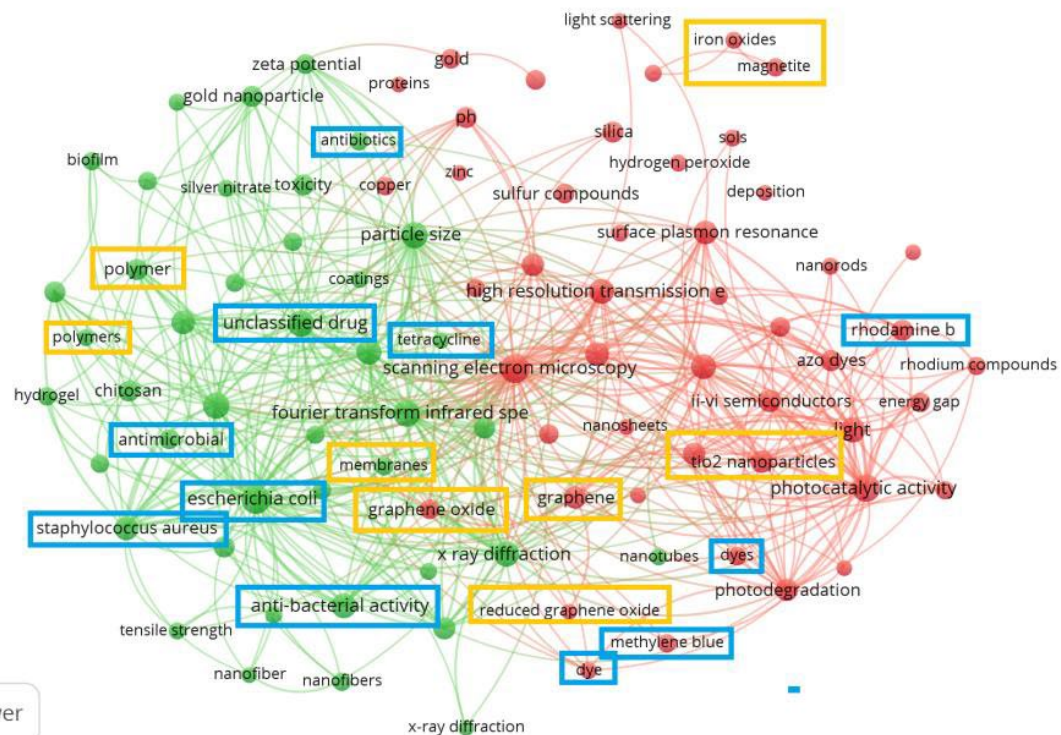 light scattering
iron oxides
zeta potential
gold
magnetite
proteins
gold nanoparticle
ph
silica
sols
antibiotics
biofilm
hydrogen peroxide
zinc
silver nitrate
toxicity
copper
sulfur compounds
deposition
particle size
surface plasmon resonance
polymer
coatings
nanorods
high resolution transmission e
unclassified drug
rhodamine b
polymers
tetracycline
azo dyes
rhodium compounds
scanning electron microscopy
hydrogel
chitosan
ii-vi semiconductors
energy gap
fourier transform infrared spe
nanosheets
light
antimicrobial
membranes
tio2 nanoparticles
photocatalytic activity
escherichia coli
graphene
graphene oxide
staphylococcus aureus
x ray diffraction
nanotubes
dyes
photodegradation
anti-bacterial activity
reduced graphene oxide
tensile strength
methylene blue
nanofiber
nanofibers
dye
x-ray diffraction